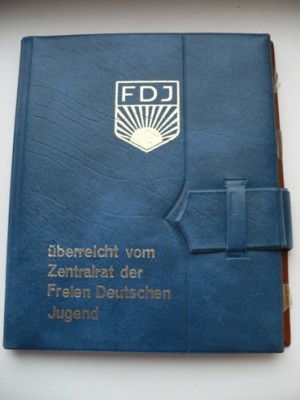 FDJ
überreicht vom
Zentralrat der
Freien Deutschen
Jugend